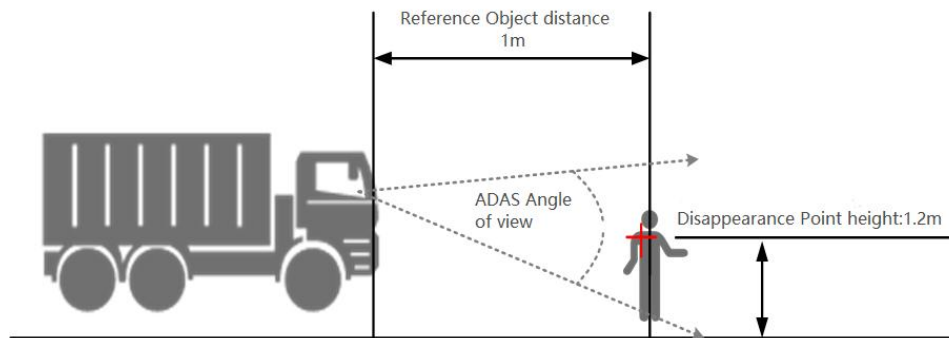 Reference Object distance
1m
ADAS Angle
of view
Disappearance Point height:1.2m